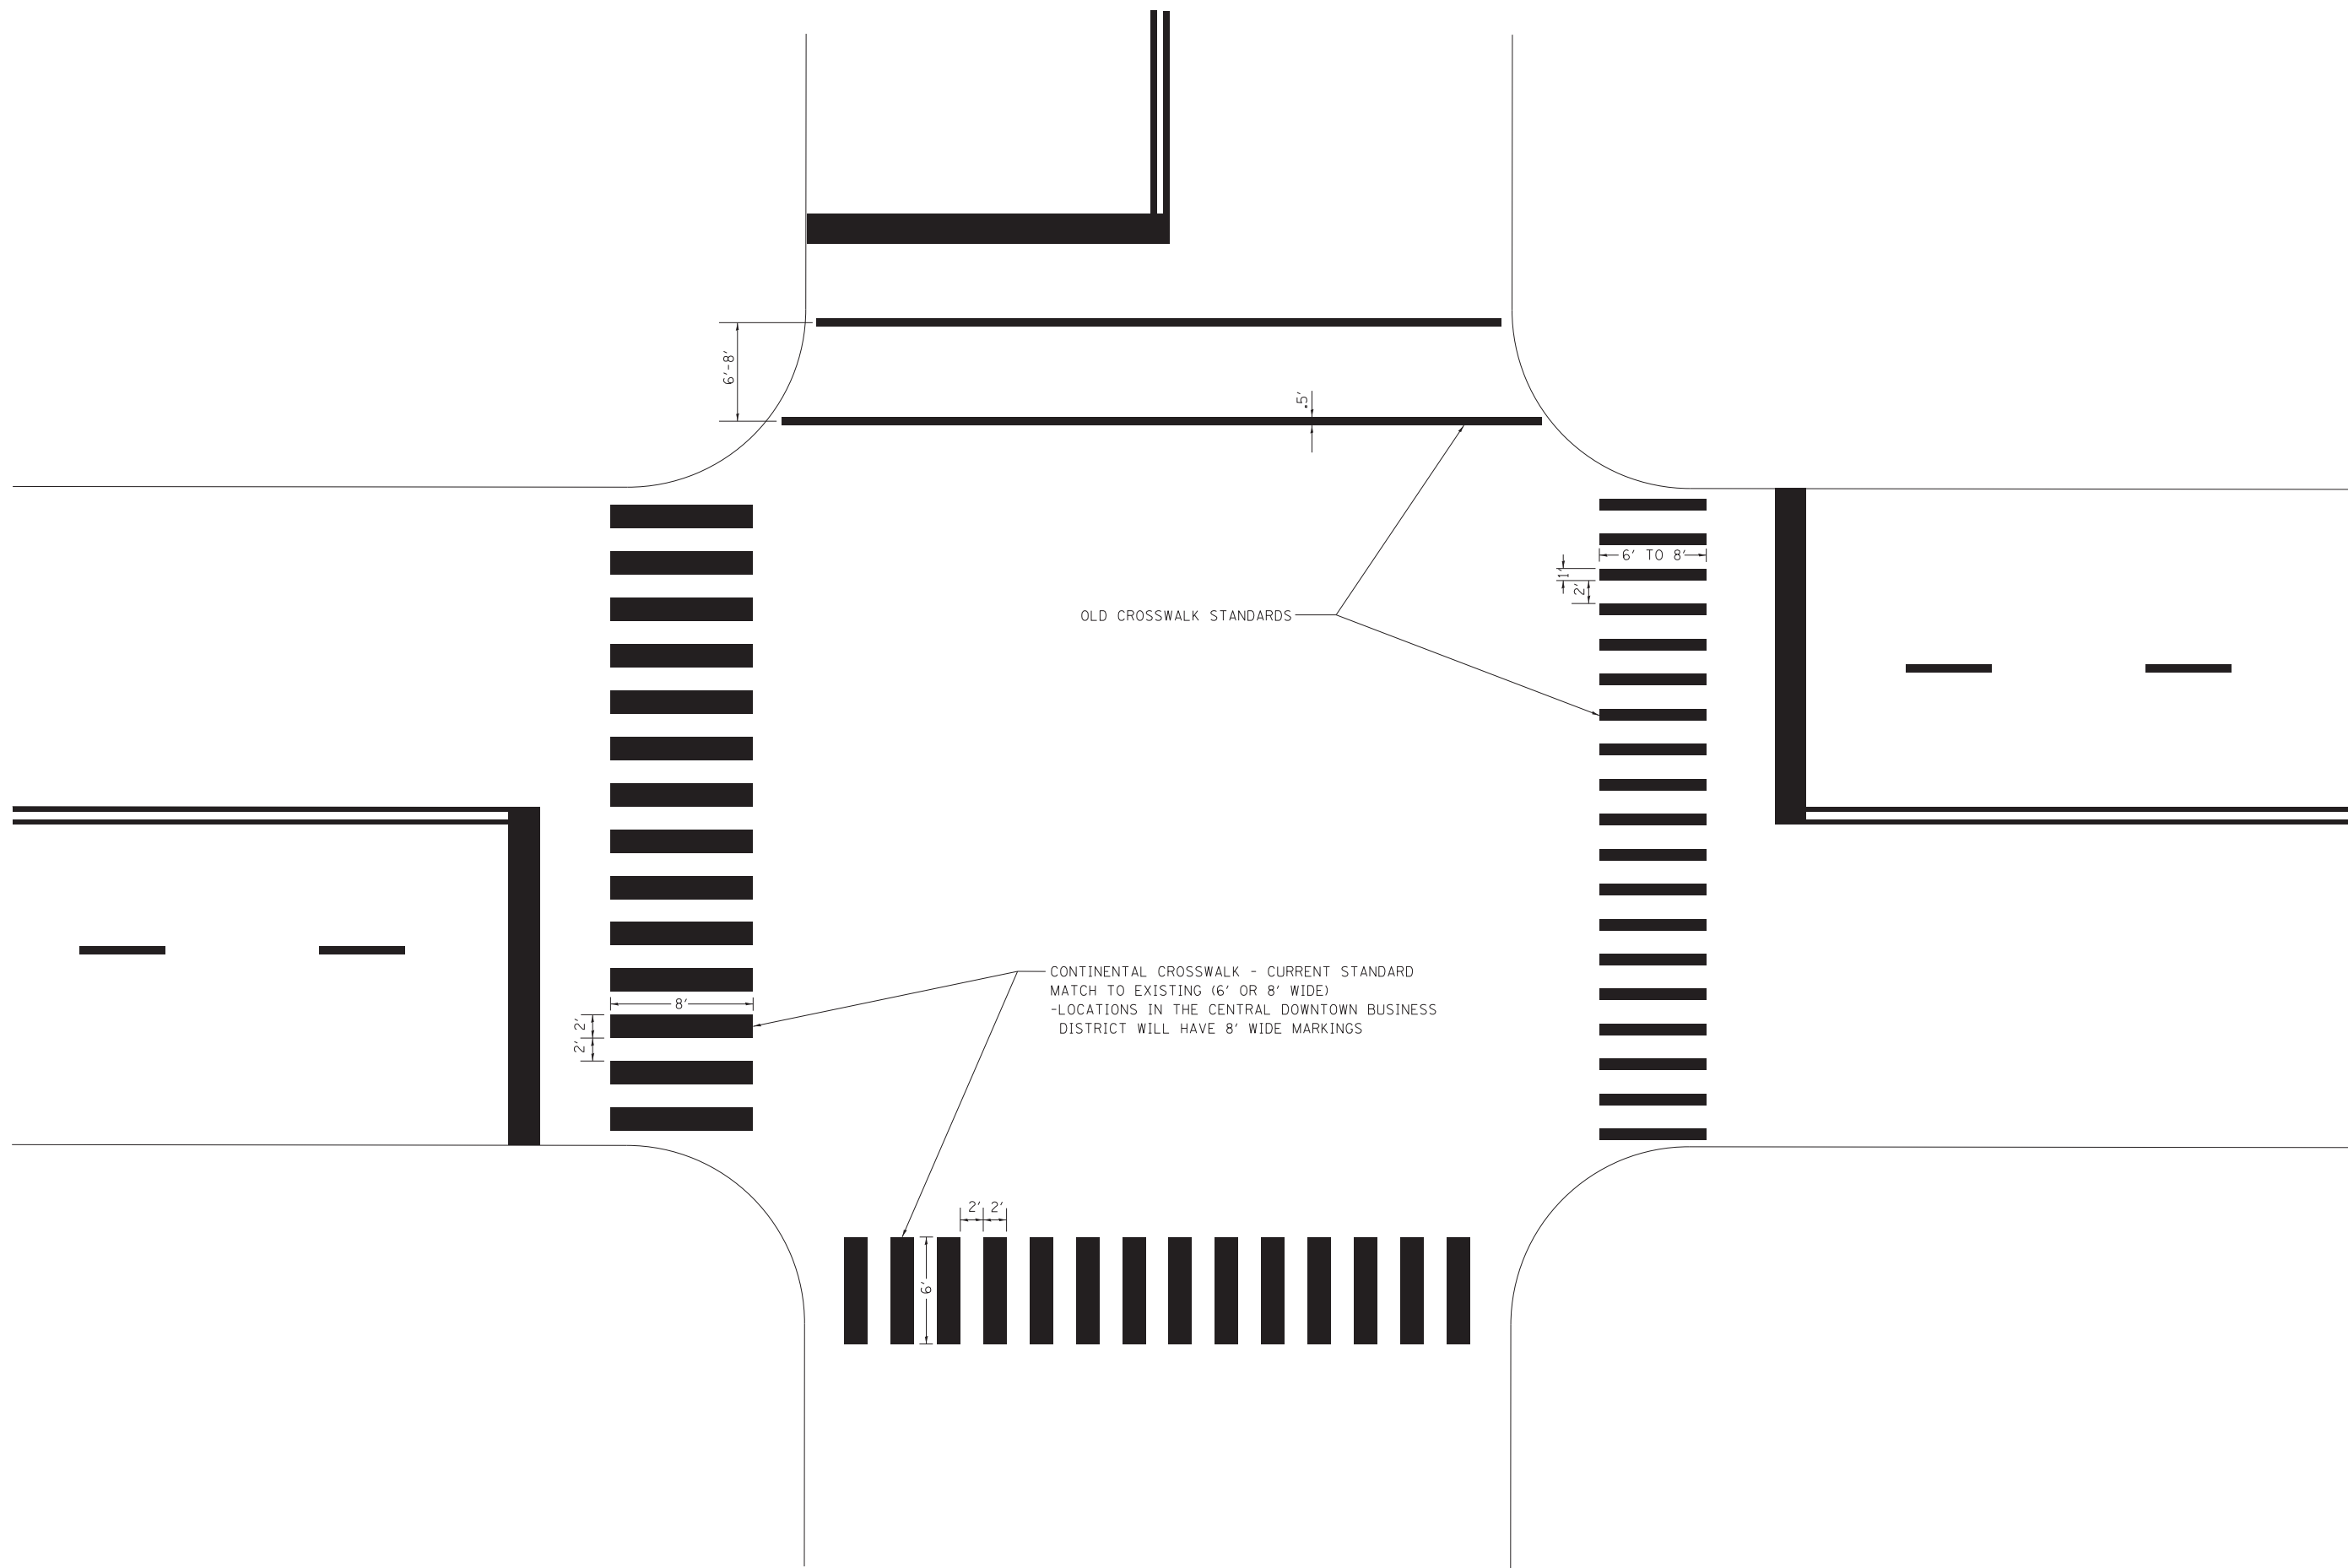 6'-8'
.5'
6' TO 8'
1'
2'
OLD CROSSWALK STANDARDS
CONTINENTAL CROSSWALK - CURRENT STANDARD
MATCH TO EXISTING (6' OR 8' WIDE)
-LOCATIONS IN THE CENTRAL DOWNTOWN BUSINESS
DISTRICT WILL HAVE 8' WIDE MARKINGS
8'
2'
2'
2' 2'
6'